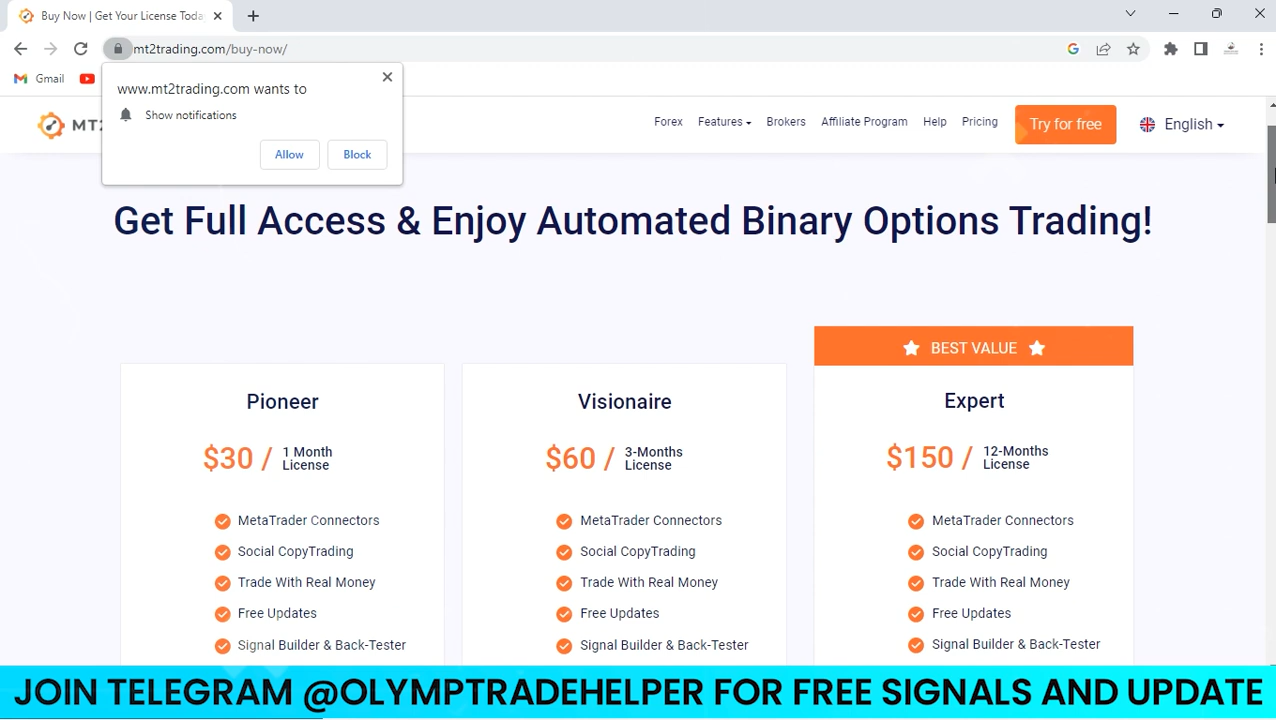 Buy Now | Get Your License Toda
mt2trading.com/buy-now/
Gmail
www.mt2trading.com wants to
Show notifications
Allow
Block
MT2
Forex
Features
Brokers
Affiliate Program
Help
Pricing
Try for free
English
Get Full Access & Enjoy Automated Binary Options Trading!
BEST VALUE
Pioneer
$30 / 1 Month
License
MetaTrader Connectors
Social CopyTrading
Trade With Real Money
Free Updates
Signal Builder & Back-Tester
Visionaire
$60 / 3-Months
License
MetaTrader Connectors
Social CopyTrading
Trade With Real Money
Free Updates
Signal Builder & Back-Tester
Expert
$150 / 12-Months
License
MetaTrader Connectors
Social CopyTrading
Trade With Real Money
Free Updates
Signal Builder & Back-Tester
JOIN TELEGRAM @OLYMPTRADEHELPER FOR FREE SIGNALS AND UPDATE